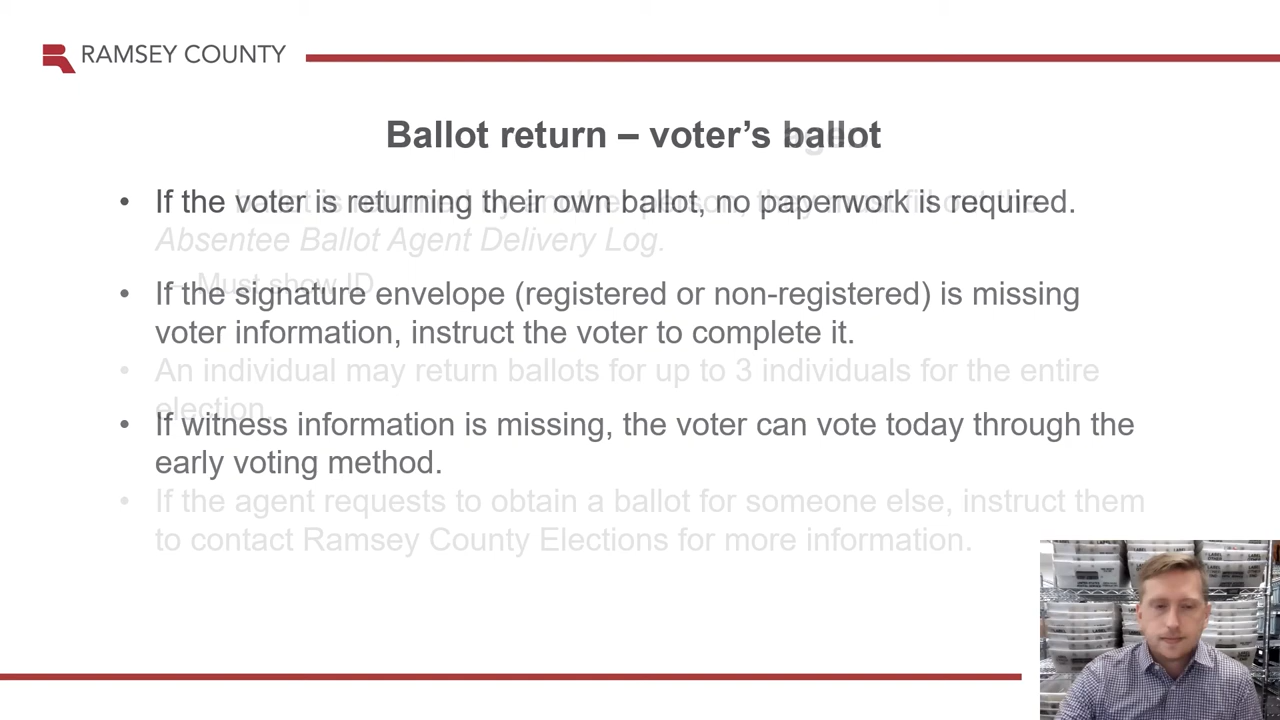 RAMSEY COUNTY
Ballot return – voter’s ballot
• If the voter is returning their own ballot, no paperwork is required.
Absentee Ballot Agent Delivery Log.
– Must show ID
• If the signature envelope (registered or non-registered) is missing
voter information, instruct the voter to complete it.
• An individual may return ballots for up to 3 individuals for the entire
election.
• If witness information is missing, the voter can vote today through the
early voting method.
• If the agent requests to obtain a ballot for someone else, instruct them
to contact Ramsey County Elections for more information.